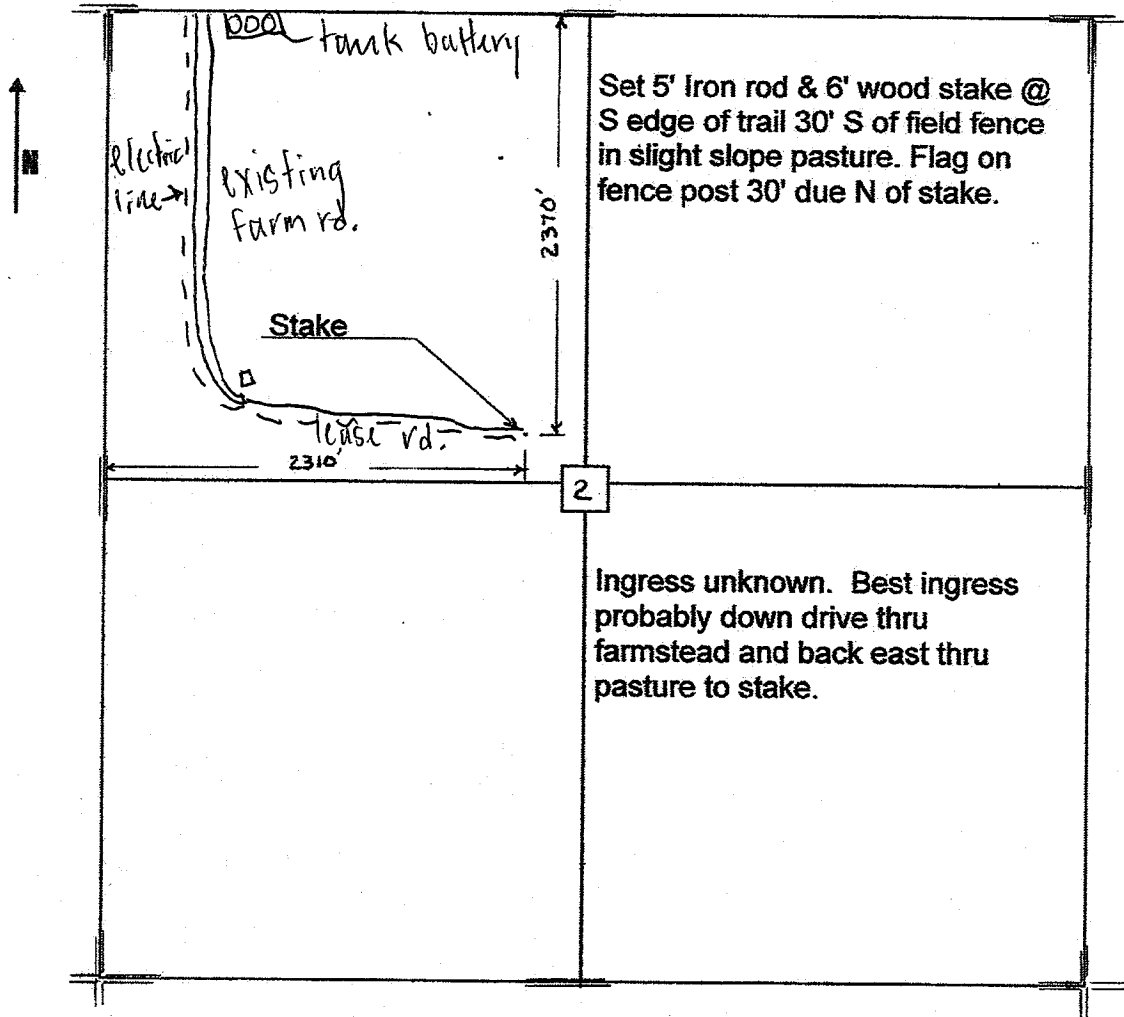 tank battery
N
electric
line
existing
farm rd.
2370'
Set 5' Iron rod & 6' wood stake @
S edge of trail 30' S of field fence
in slight slope pasture. Flag on
fence post 30' due N of stake.
Stake
lease rd.
2310'
2
Ingress unknown. Best ingress
probably down drive thru
farmstead and back east thru
pasture to stake.